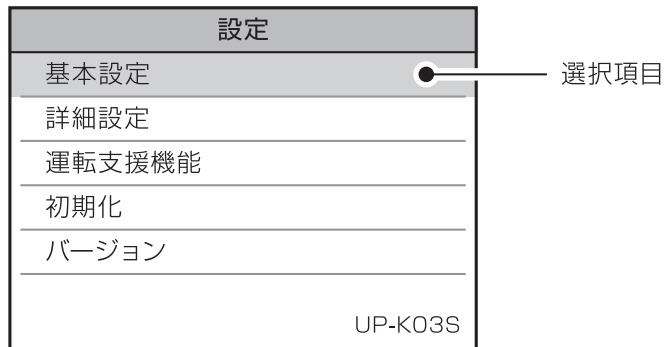 設定
基本設定
選択項目
詳細設定
運転支援機能
初期化
バージョン
UP-K03S